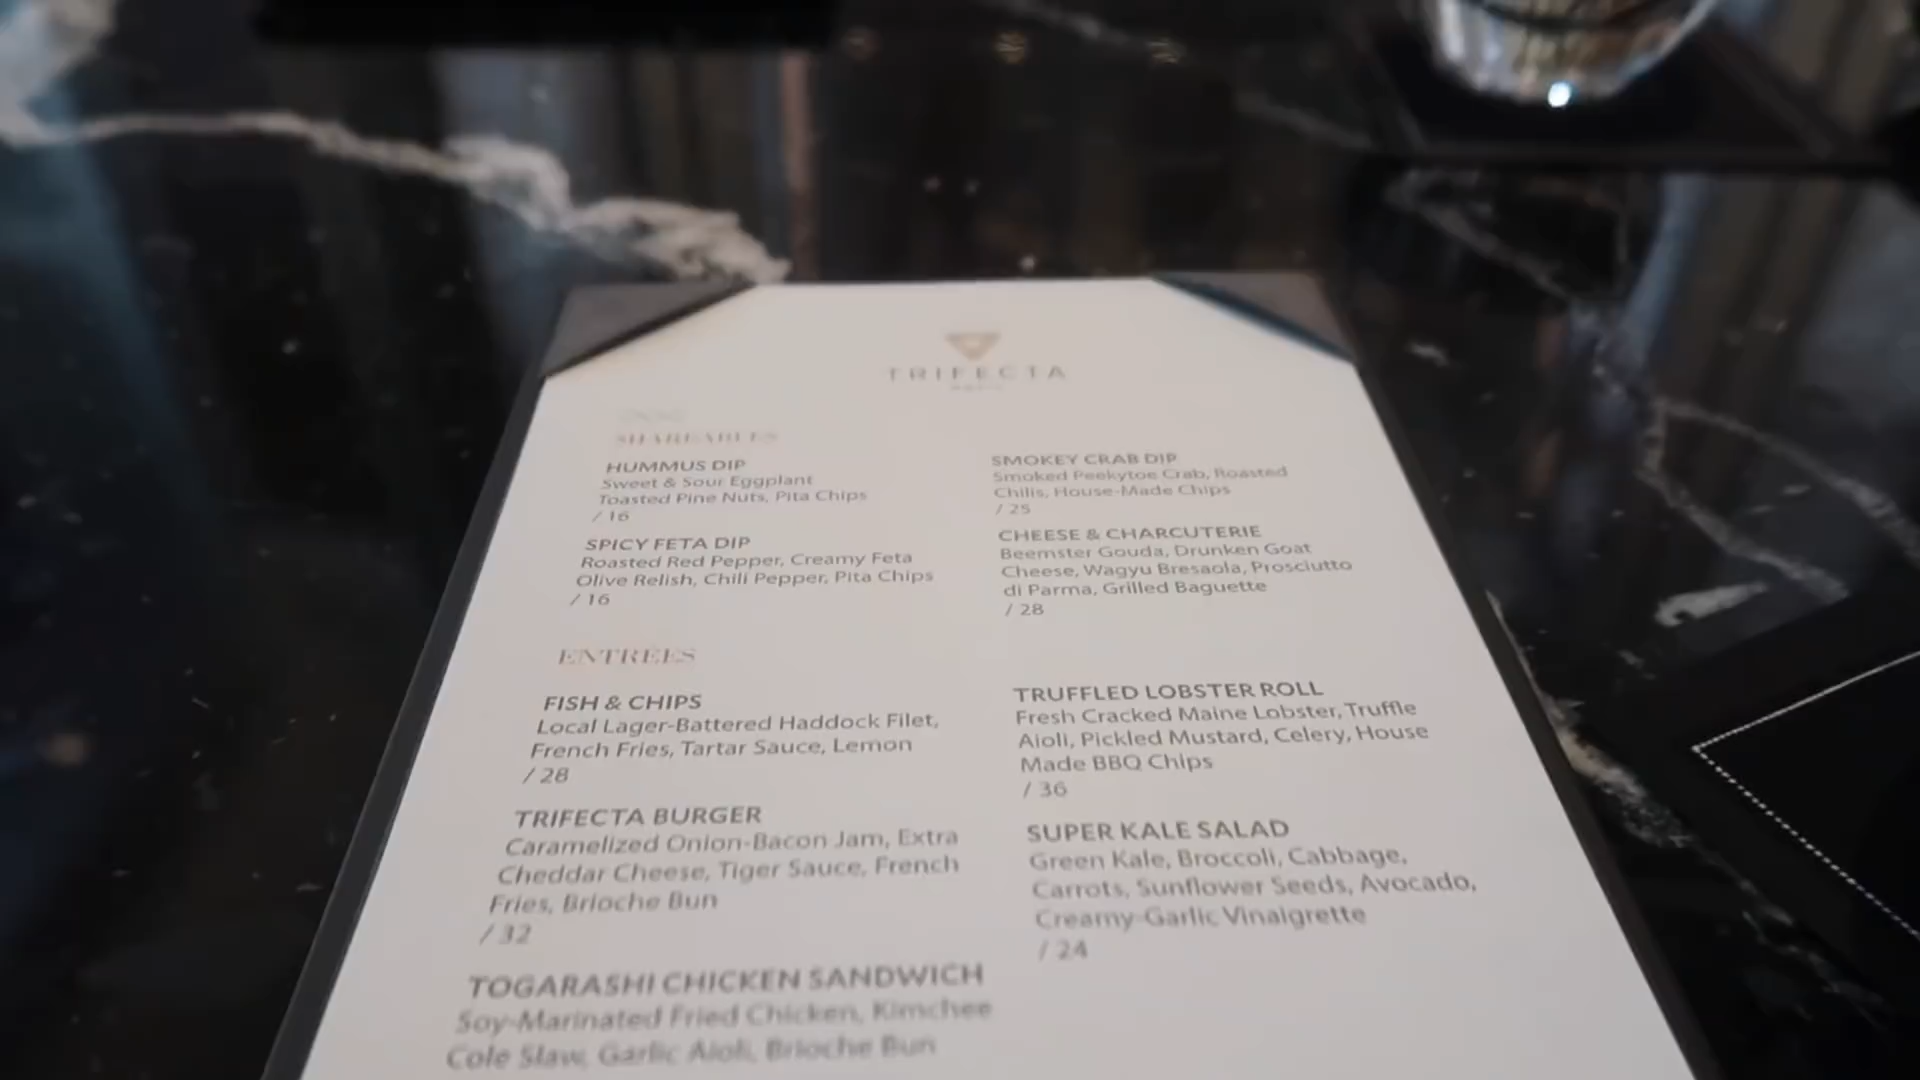 TRIFECTA
SHAREABLES
HUMMUS DIP
Sweet & Sour Eggplant
Toasted Pine Nuts, Pita Chips
/ 16
SPICY FETA DIP
Roasted Red Pepper, Creamy Feta
Olive Relish, Chili Pepper, Pita Chips
/ 16
SMOKEY CRAB DIP
Smoked Peekytoe Crab, Roasted
Chilis, House-Made Chips
/ 25
CHEESE & CHARCUTERIE
Beemster Gouda, Drunken Goat
Cheese, Wagyu Bresaola, Prosciutto
di Parma, Grilled Baguette
/ 28
ENTRÉES
FISH & CHIPS
Local Lager-Battered Haddock Filet,
French Fries, Tartar Sauce, Lemon
/ 28
TRIFECTA BURGER
Caramelized Onion-Bacon Jam, Extra
Cheddar Cheese, Tiger Sauce, French
Fries, Brioche Bun
/ 32
TOGARASHI CHICKEN SANDWICH
Soy-Marinated Fried Chicken, Kimchee
Cole Slaw, Garlic Aioli, Brioche Bun
TRUFFLED LOBSTER ROLL
Fresh Cracked Maine Lobster, Truffle
Aioli, Pickled Mustard, Celery, House
Made BBQ Chips
/ 36
SUPER KALE SALAD
Green Kale, Broccoli, Cabbage,
Carrots, Sunflower Seeds, Avocado,
Creamy-Garlic Vinaigrette
/ 24